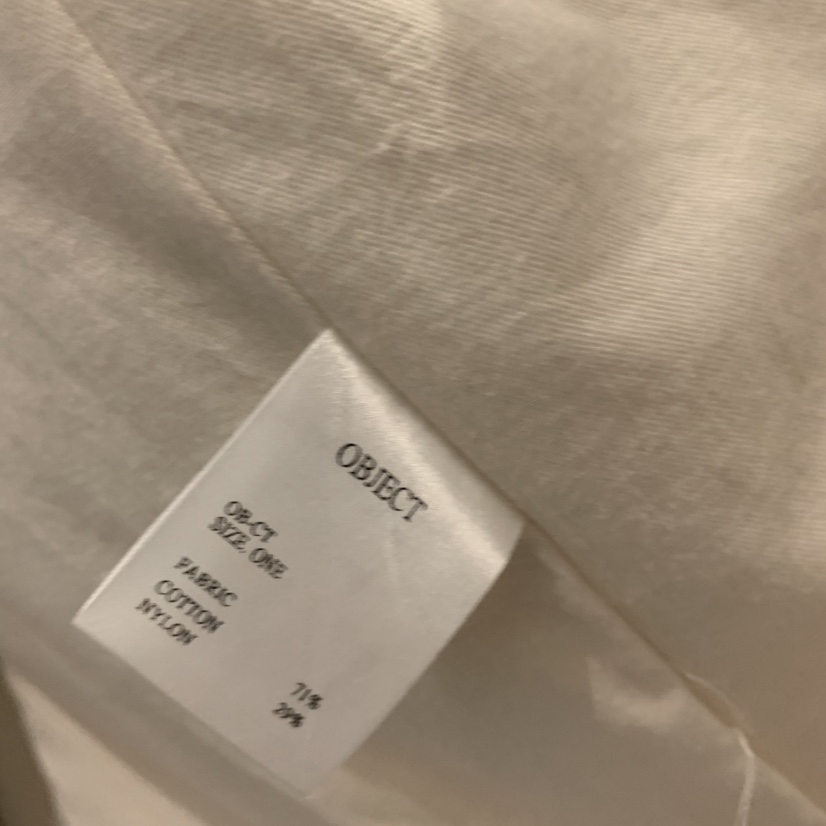 OBJECT
OB-CT
SIZE, ONE
FABRIC
COTTON 71%
NYLON 29%